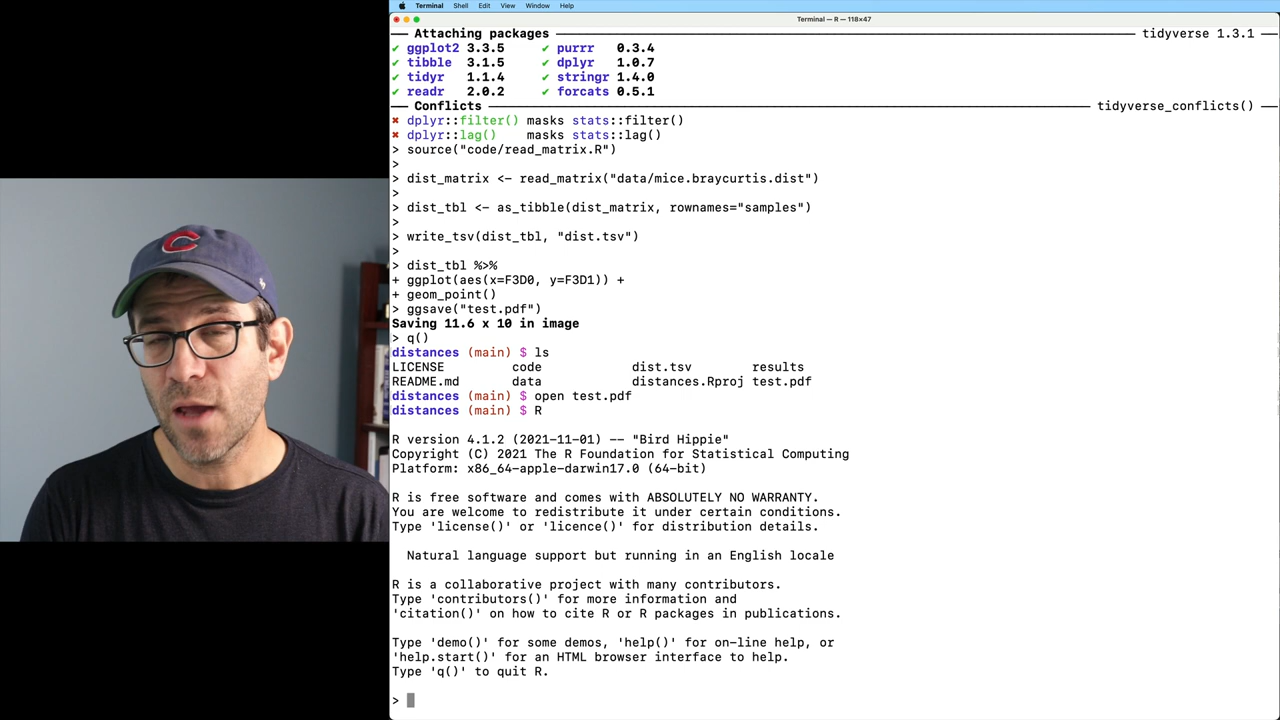 Terminal Shell Edit View Window Help
Terminal — R — 118×47
── Attaching packages ── tidyverse 1.3.1
✔ ggplot2 3.3.5 ✔ purrr 0.3.4
✔ tibble 3.1.5 ✔ dplyr 1.0.7
✔ tidyr 1.1.4 ✔ stringr 1.4.0
✔ readr 2.0.2 ✔ forcats 0.5.1
── Conflicts ── tidyverse_conflicts()
✖ dplyr::filter() masks stats::filter()
✖ dplyr::lag() masks stats::lag()
> source("code/read_matrix.R")
>
> dist_matrix <- read_matrix("data/mice.braycurtis.dist")
>
> dist_tbl <- as_tibble(dist_matrix, rownames="samples")
>
> write_tsv(dist_tbl, "dist.tsv")
>
> dist_tbl %>%
+ ggplot(aes(x=F3D0, y=F3D1)) +
+ geom_point()
> ggsave("test.pdf")
Saving 11.6 x 10 in image
> q()
distances (main) $ ls
LICENSE code dist.tsv results
README.md data distances.Rproj test.pdf
distances (main) $ open test.pdf
distances (main) $ R
R version 4.1.2 (2021-11-01) -- "Bird Hippie"
Copyright (C) 2021 The R Foundation for Statistical Computing
Platform: x86_64-apple-darwin17.0 (64-bit)
R is free software and comes with ABSOLUTELY NO WARRANTY.
You are welcome to redistribute it under certain conditions.
Type 'license()' or 'licence()' for distribution details.
Natural language support but running in an English locale
R is a collaborative project with many contributors.
Type 'contributors()' for more information and
'citation()' on how to cite R or R packages in publications.
Type 'demo()' for some demos, 'help()' for on-line help, or
'help.start()' for an HTML browser interface to help.
Type 'q()' to quit R.
>
C